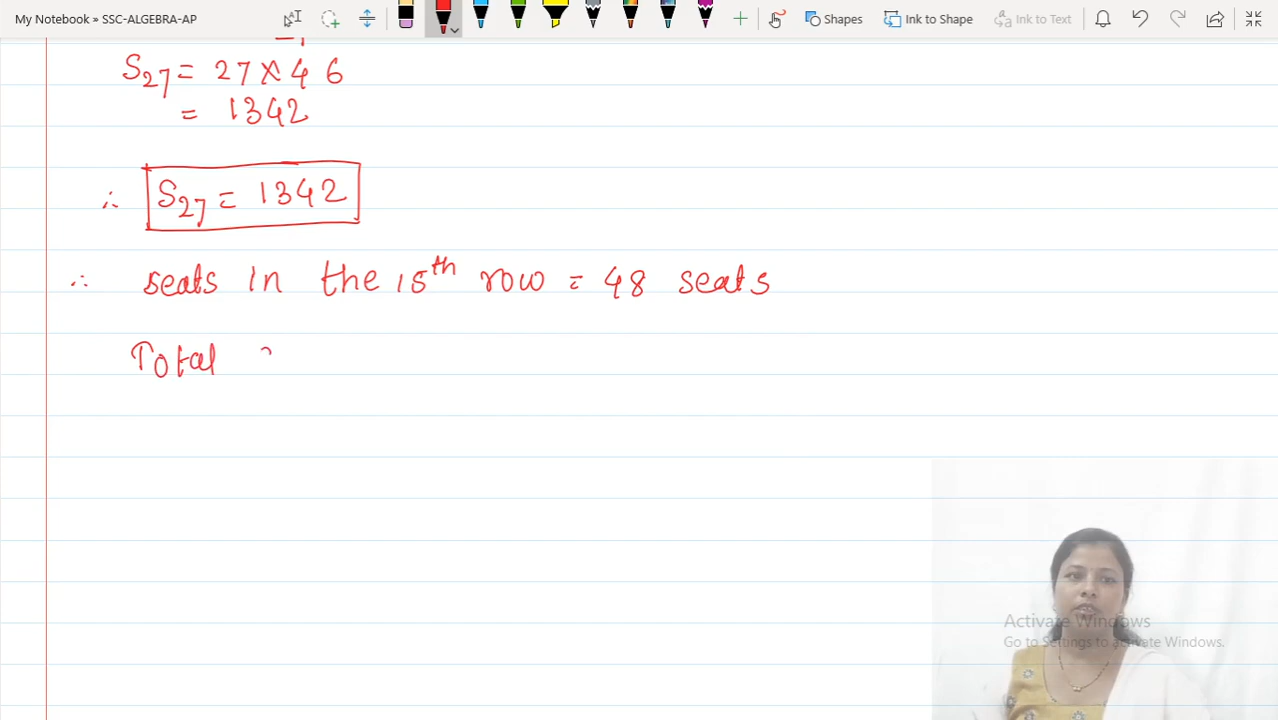 My Notebook » SSC-ALGEBRA-AP Shapes Ink to Shape Ink to Text
S27 = 27 × 46
= 1342
∴ S27 = 1342
∴ seats in the 15th row = 48 seats
Total
Activate Windows
Go to Settings to activate Windows.